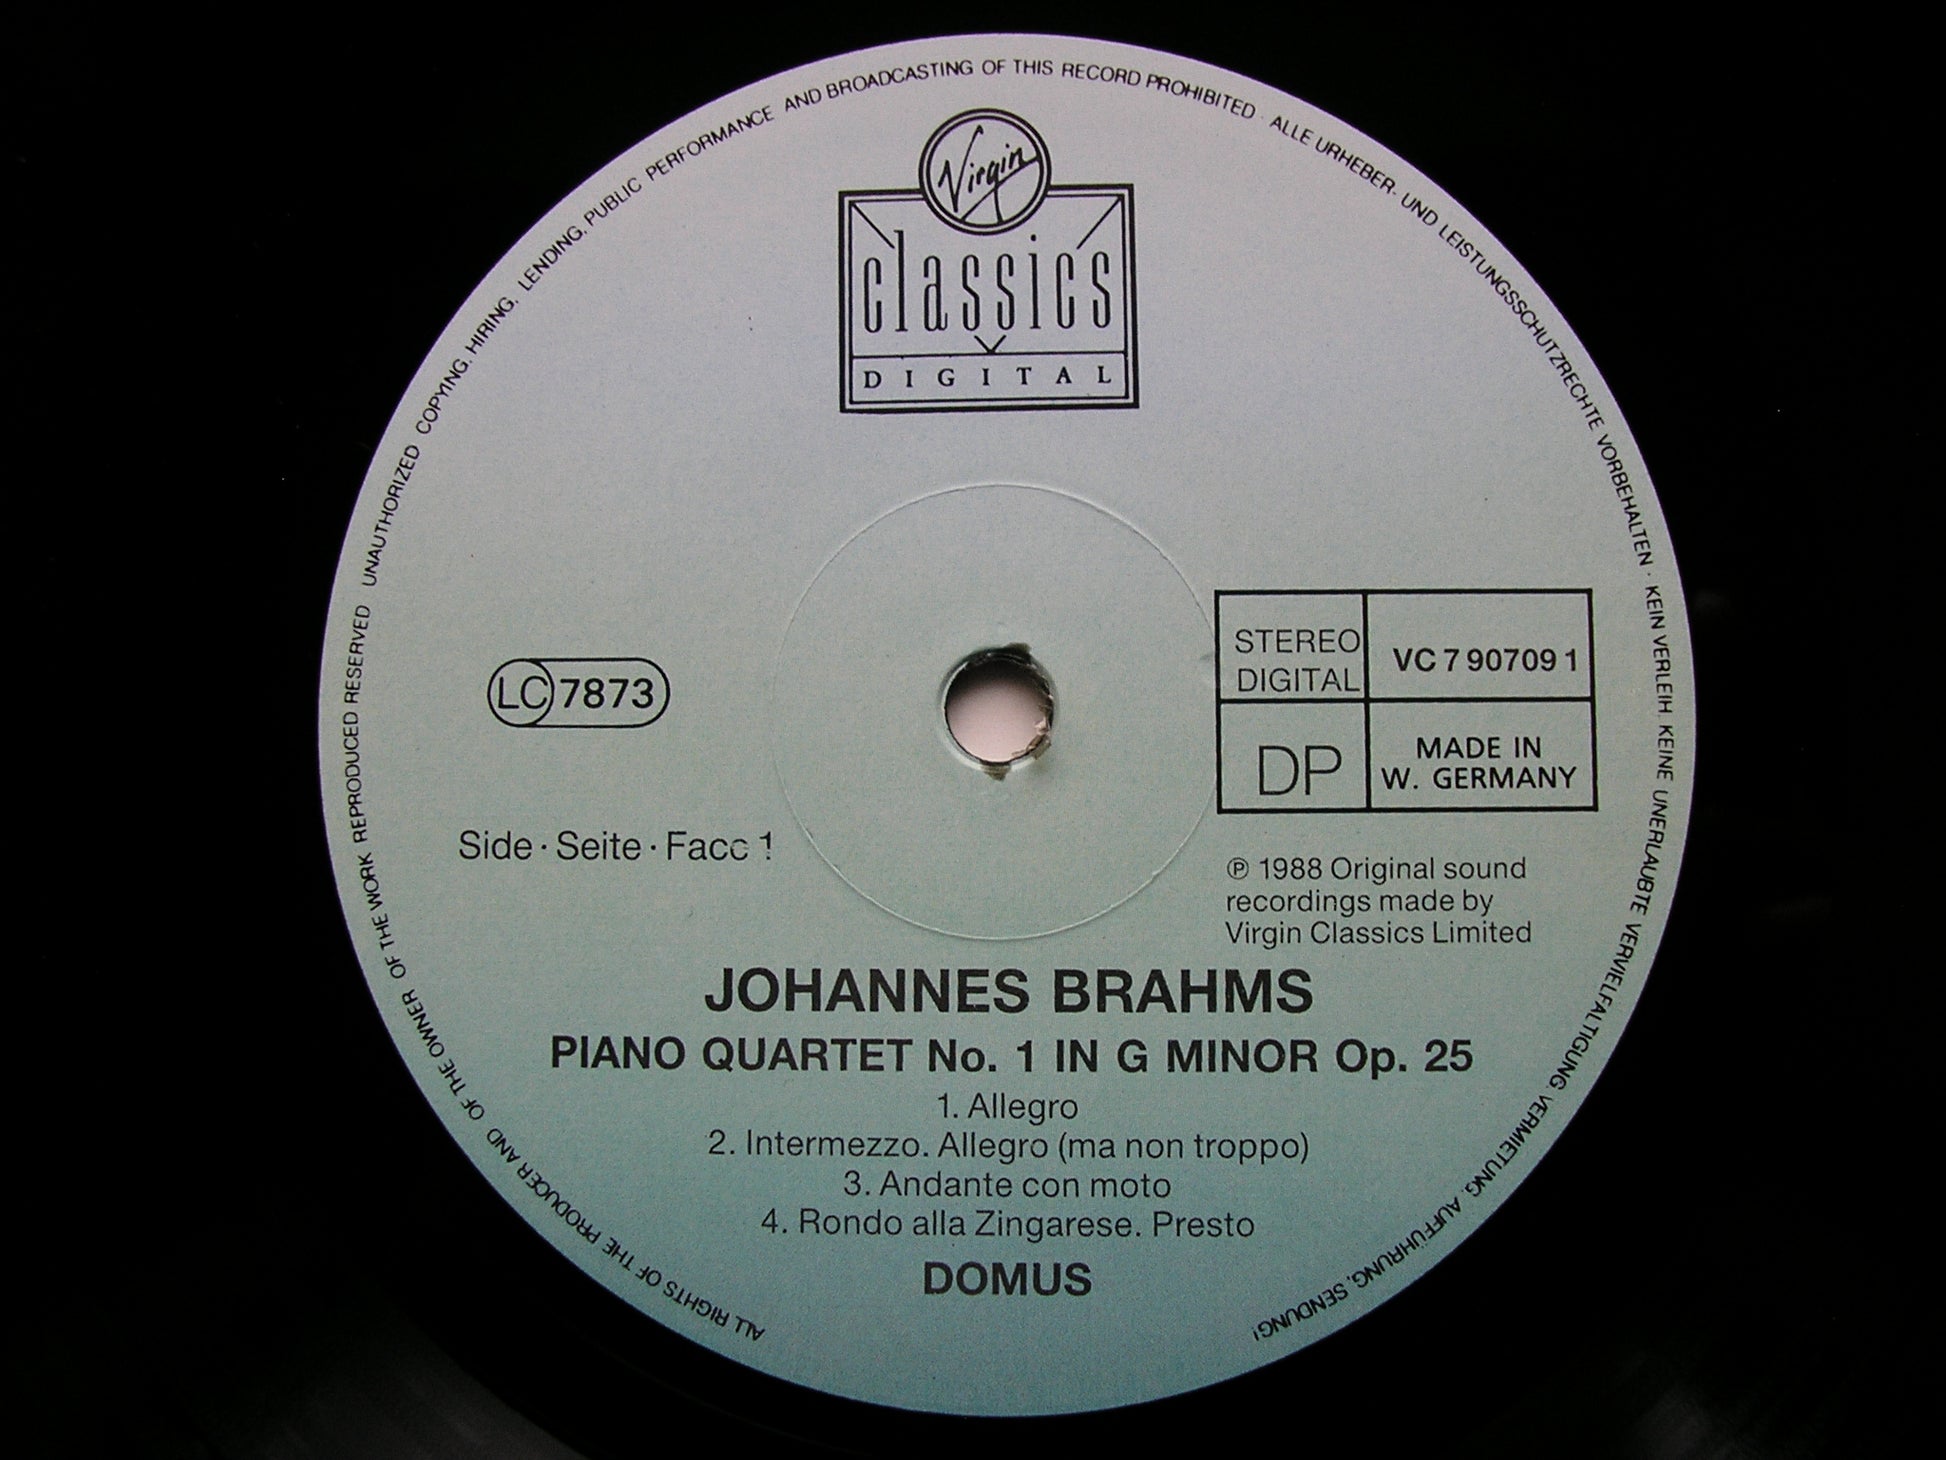 ALL RIGHTS OF THE PRODUCER AND OF THE OWNER OF THE WORK REPRODUCED RESERVED UNAUTHORIZED COPYING, HIRING, LENDING, PUBLIC PERFORMANCE AND BROADCASTING OF THIS RECORD PROHIBITED · ALLE URHEBER- UND LEISTUNGSSCHUTZRECHTE VORBEHALTEN · KEIN VERLEIH, KEINE UNERLAUBTE VERVIELFALTIGUNG, VERMIETUNG, AUFFÜHRUNG, SENDUNG!
Virgin
classics
DIGITAL
STEREO
DIGITAL
VC 7 90709 1
LC 7873
DP
MADE IN
W. GERMANY
Side · Seite · Face 1
℗ 1988 Original sound
recordings made by
Virgin Classics Limited
JOHANNES BRAHMS
PIANO QUARTET No. 1 IN G MINOR Op. 25
1. Allegro
2. Intermezzo. Allegro (ma non troppo)
3. Andante con moto
4. Rondo alla Zingarese. Presto
DOMUS